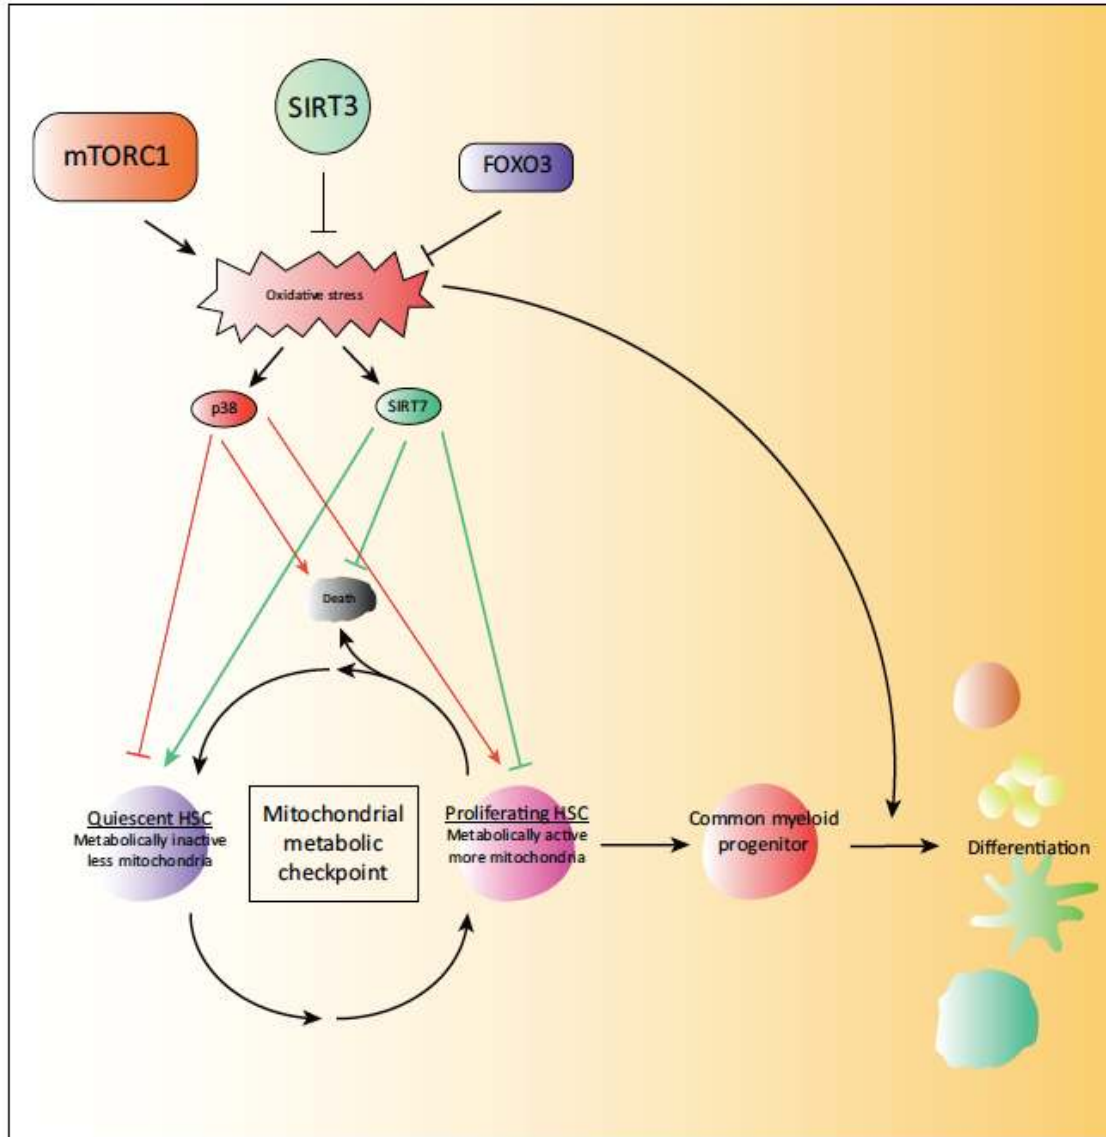 SIRT3
mTORC1
FOXO3
Oxidative stress
p38
SIRT7
Death
Quiescent HSC
Metabolically inactive
less mitochondria
Mitochondrial
metabolic
checkpoint
Proliferating HSC
Metabolically active
more mitochondria
Common myeloid
progenitor
Differentiation